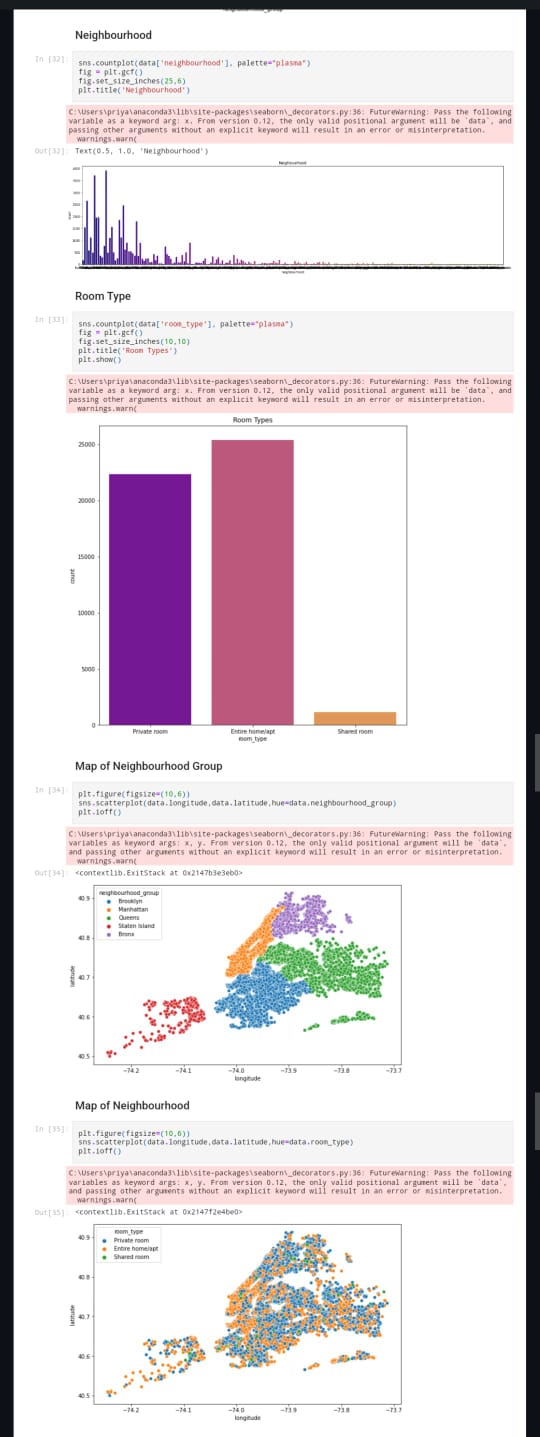 neighbourhood_group
Neighbourhood
In [32]:
sns.countplot(data['neighbourhood'], palette="plasma")
fig = plt.gcf()
fig.set_size_inches(25,6)
plt.title('Neighbourhood')
C:\Users\priya\anaconda3\lib\site-packages\seaborn\_decorators.py:36: FutureWarning: Pass the following
variable as a keyword arg: x. From version 0.12, the only valid positional argument will be `data`, and
passing other arguments without an explicit keyword will result in an error or misinterpretation.
warnings.warn(
Out[32]: Text(0.5, 1.0, 'Neighbourhood')
Neighbourhood
Room Type
In [33]:
sns.countplot(data['room_type'], palette="plasma")
fig = plt.gcf()
fig.set_size_inches(10,10)
plt.title('Room Types')
plt.show()
C:\Users\priya\anaconda3\lib\site-packages\seaborn\_decorators.py:36: FutureWarning: Pass the following
variable as a keyword arg: x. From version 0.12, the only valid positional argument will be `data`, and
passing other arguments without an explicit keyword will result in an error or misinterpretation.
warnings.warn(
Room Types
25000
20000
15000
count
10000
5000
0
Private room Entire home/apt Shared room
room_type
Map of Neighbourhood Group
In [34]:
plt.figure(figsize=(10,6))
sns.scatterplot(data.longitude,data.latitude,hue=data.neighbourhood_group)
plt.ioff()
C:\Users\priya\anaconda3\lib\site-packages\seaborn\_decorators.py:36: FutureWarning: Pass the following
variables as keyword args: x, y. From version 0.12, the only valid positional argument will be `data`,
and passing other arguments without an explicit keyword will result in an error or misinterpretation.
warnings.warn(
Out[34]: <contextlib.ExitStack at 0x2147b3e3eb0>
neighbourhood_group
Brooklyn
Manhattan
Queens
Staten Island
Bronx
40.9
40.8
40.7
latitude
40.6
40.5
−74.2 −74.1 −74.0 −73.9 −73.8 −73.7
longitude
Map of Neighbourhood
In [35]:
plt.figure(figsize=(10,6))
sns.scatterplot(data.longitude,data.latitude,hue=data.room_type)
plt.ioff()
C:\Users\priya\anaconda3\lib\site-packages\seaborn\_decorators.py:36: FutureWarning: Pass the following
variables as keyword args: x, y. From version 0.12, the only valid positional argument will be `data`,
and passing other arguments without an explicit keyword will result in an error or misinterpretation.
warnings.warn(
Out[35]: <contextlib.ExitStack at 0x2147f2e4be0>
room_type
Private room
Entire home/apt
Shared room
40.9
40.8
40.7
latitude
40.6
40.5
−74.2 −74.1 −74.0 −73.9 −73.8 −73.7
longitude